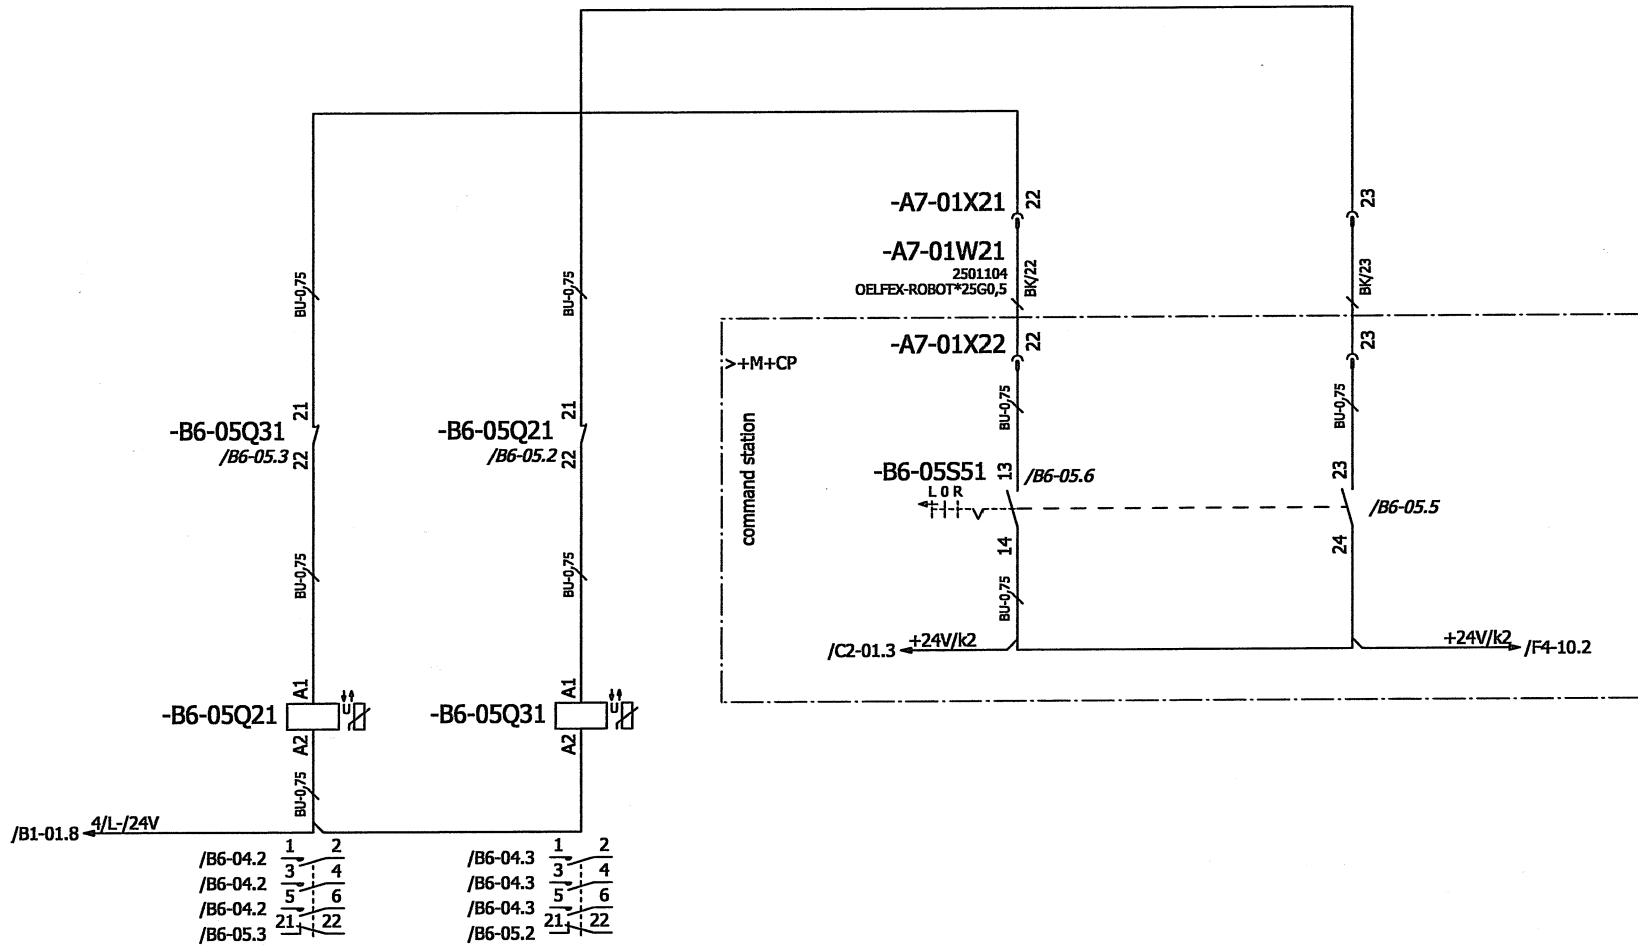 -A7-01X21 22 23
-A7-01W21
2501104
OELFEX-ROBOT*25G0,5
BK/22
BK/23
BU-0,75
BU-0,75
-A7-01X22 22 23
>+M+CP
command station
BU-0,75
BU-0,75
-B6-05Q31 21
/B6-05.3 22
-B6-05Q21 21
/B6-05.2 22
-B6-05S51 13 /B6-05.6 23
L 0 R
/B6-05.5
14 24
BU-0,75
BU-0,75
BU-0,75
/C2-01.3 +24V/k2
+24V/k2 /F4-10.2
-B6-05Q21 A1 U
A2
-B6-05Q31 A1 U
A2
BU-0,75
/B1-01.8 4/L-/24V
/B6-04.2 1 2
/B6-04.2 3 4
/B6-04.2 5 6
/B6-05.3 21 22
/B6-04.3 1 2
/B6-04.3 3 4
/B6-04.3 5 6
/B6-05.2 21 22